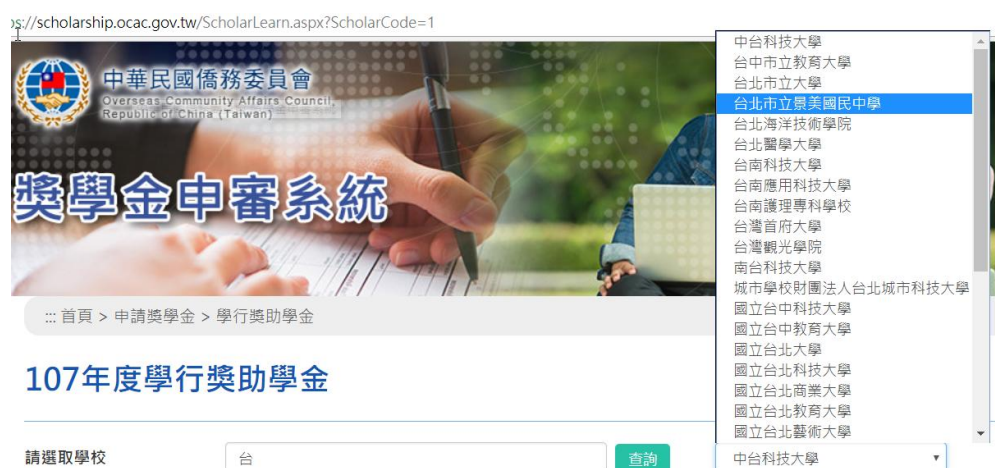 ps://scholarship.ocac.gov.tw/ScholarLearn.aspx?ScholarCode=1
中華民國僑務委員會
Overseas Community Affairs Council,
Republic of China (Taiwan)
獎學金申審系統
:::首頁 > 申請獎學金 > 學行獎助學金
107年度學行獎助學金
請選取學校
台
查詢
中台科技大學
中台科技大學
台中市立教育大學
台北市立大學
台北市立景美國民中學
台北海洋技術學院
台北醫學大學
台南科技大學
台南應用科技大學
台南護理專科學校
台灣首府大學
台灣觀光學院
南台科技大學
城市學校財團法人台北城市科技大學
國立台中科技大學
國立台中教育大學
國立台北大學
國立台北科技大學
國立台北商業大學
國立台北教育大學
國立台北藝術大學